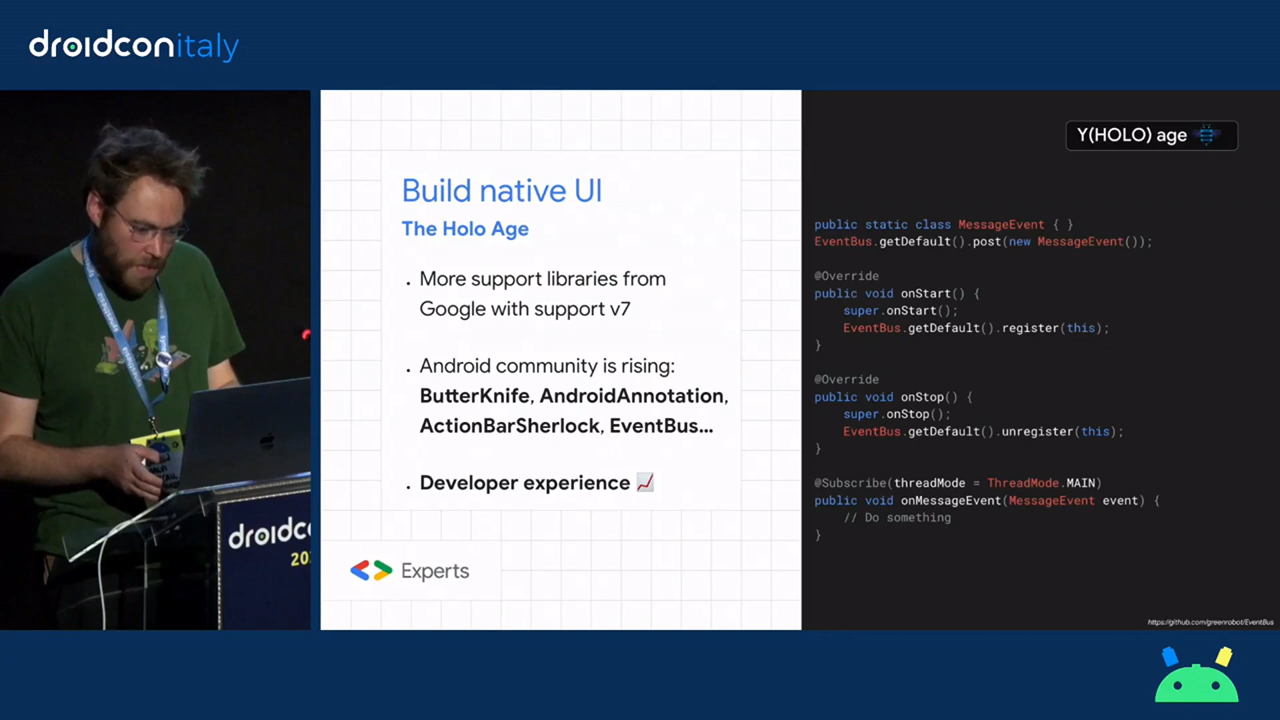 droidconitaly
Build native UI
The Holo Age
. More support libraries from
Google with support v7
. Android community is rising:
ButterKnife, AndroidAnnotation,
ActionBarSherlock, EventBus...
. Developer experience 📈
<> Experts
Y(HOLO) age
public static class MessageEvent { }
EventBus.getDefault().post(new MessageEvent());
@Override
public void onStart() {
super.onStart();
EventBus.getDefault().register(this);
}
@Override
public void onStop() {
super.onStop();
EventBus.getDefault().unregister(this);
}
@Subscribe(threadMode = ThreadMode.MAIN)
public void onMessageEvent(MessageEvent event) {
// Do something
}
https://github.com/greenrobot/EventBus
droidc
20